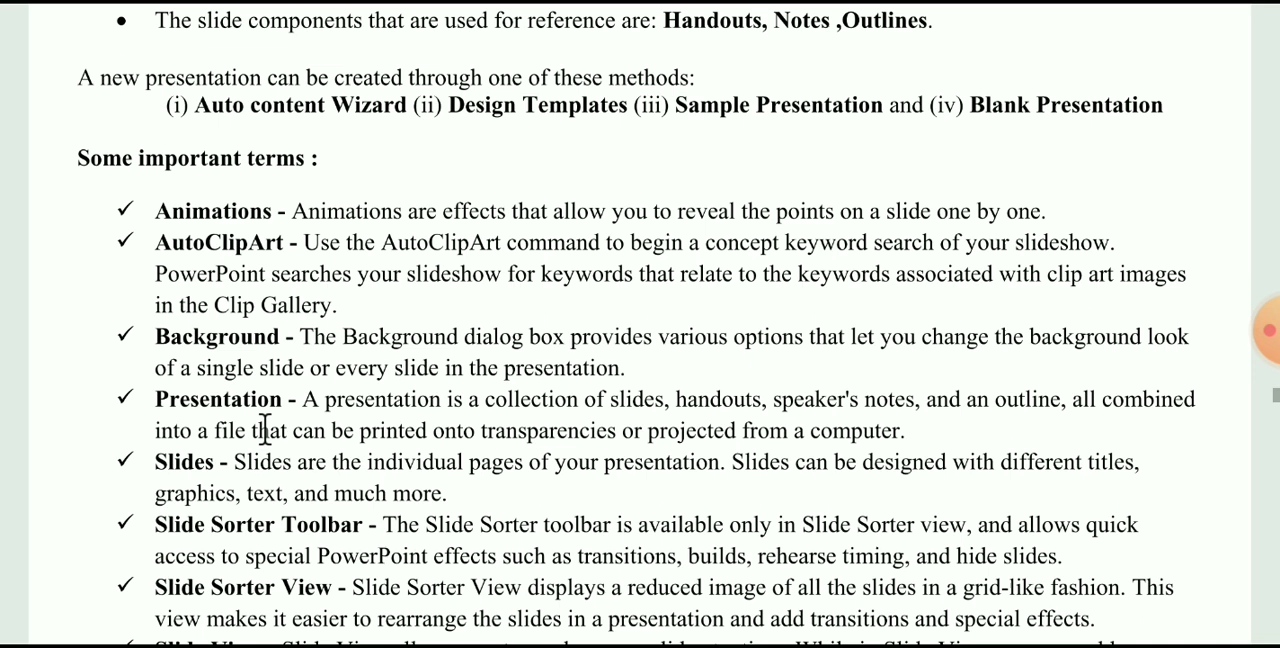 • The slide components that are used for reference are: Handouts, Notes ,Outlines.
A new presentation can be created through one of these methods:
(i) Auto content Wizard (ii) Design Templates (iii) Sample Presentation and (iv) Blank Presentation
Some important terms :
✓ Animations - Animations are effects that allow you to reveal the points on a slide one by one.
✓ AutoClipArt - Use the AutoClipArt command to begin a concept keyword search of your slideshow.
PowerPoint searches your slideshow for keywords that relate to the keywords associated with clip art images
in the Clip Gallery.
✓ Background - The Background dialog box provides various options that let you change the background look
of a single slide or every slide in the presentation.
✓ Presentation - A presentation is a collection of slides, handouts, speaker's notes, and an outline, all combined
into a file that can be printed onto transparencies or projected from a computer.
✓ Slides - Slides are the individual pages of your presentation. Slides can be designed with different titles,
graphics, text, and much more.
✓ Slide Sorter Toolbar - The Slide Sorter toolbar is available only in Slide Sorter view, and allows quick
access to special PowerPoint effects such as transitions, builds, rehearse timing, and hide slides.
✓ Slide Sorter View - Slide Sorter View displays a reduced image of all the slides in a grid-like fashion. This
view makes it easier to rearrange the slides in a presentation and add transitions and special effects.